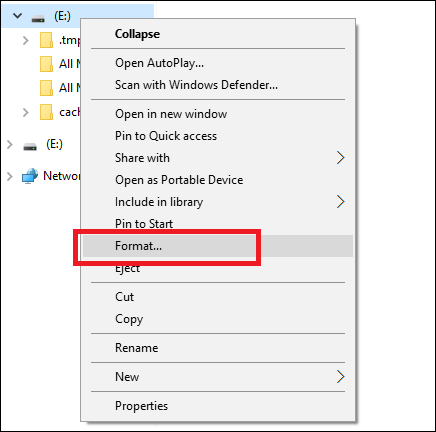 (E:)
.tmp
All M
All M
cach
(E:)
Networ
Collapse
Open AutoPlay...
Scan with Windows Defender...
Open in new window
Pin to Quick access
Share with
Open as Portable Device
Include in library
Pin to Start
Format...
Eject
Cut
Copy
Rename
New
Properties